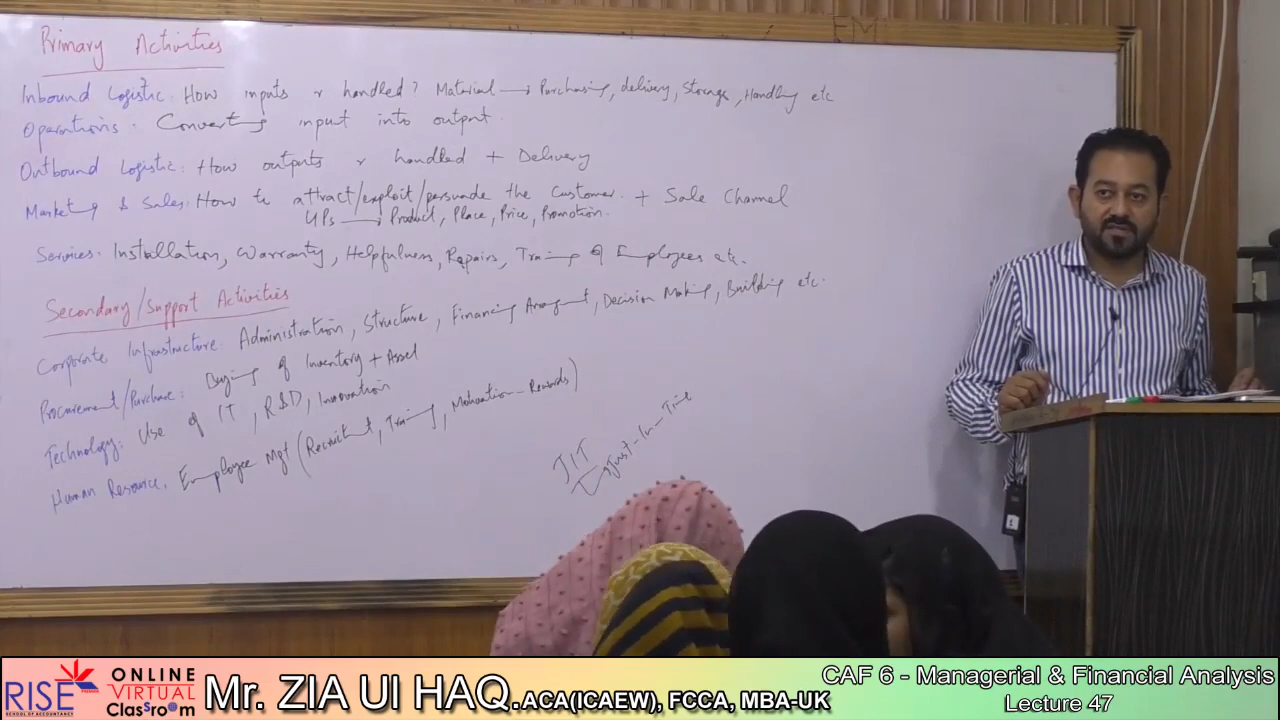 EMI
Primary Activities
Inbound Logistic: How inputs r handled? Material → Purchasing, delivery, Storage, Handling etc
Operations: Converting input into output.
Outbound Logistic: How outputs r handled + Delivery
Marketing & Sales: How to attract/exploit/persuade the Customer. + Sale Channel
4Ps → Product, Place, Price, Promotion.
Services: Installation, Warranty, Helpfulness, Repairs, Training of Employees etc.
Secondary/Support Activities
Corporate Infrastructure Administration, Structure, Financing Arrangement, Decision Making, Building etc.
Procurement/Purchase: Buying of Inventory + Asset
Technology: Use of IT, R&D, Innovation
Human Resource. Employee Mgt (Recruitment, Training, Motivation - Rewards)
JIT
→ Just-In-Time
RISE PREMIER
SCHOOL OF ACCOUNTANCY
ONLINE
VIRTUAL
Classroom
Mr. ZIA Ul HAQ. ACA(ICAEW), FCCA, MBA-UK
CAF 6 - Managerial & Financial Analysis
Lecture 47